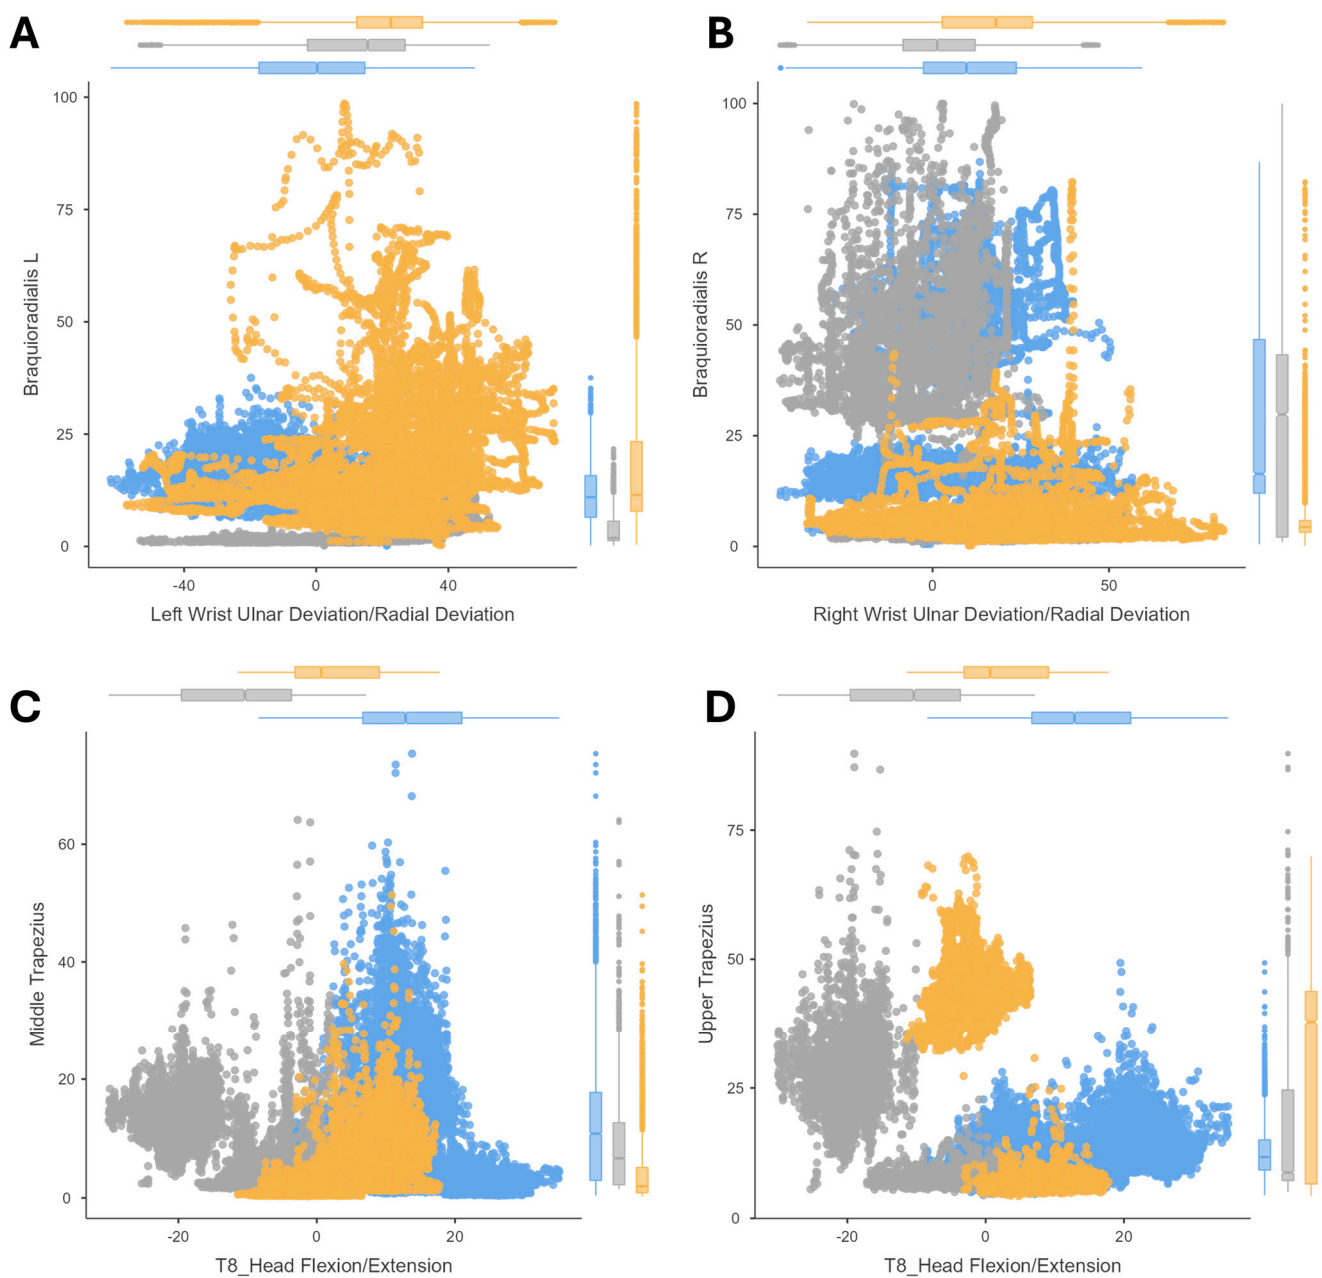 A
B
100
75
50
25
0
Braquioradialis L
-40
0
40
Left Wrist Ulnar Deviation/Radial Deviation
100
75
50
25
0
Braquioradialis R
0
50
Right Wrist Ulnar Deviation/Radial Deviation
C
D
60
40
20
0
Middle Trapezius
-20
0
20
T8_Head Flexion/Extension
75
50
25
0
Upper Trapezius
-20
0
20
T8_Head Flexion/Extension